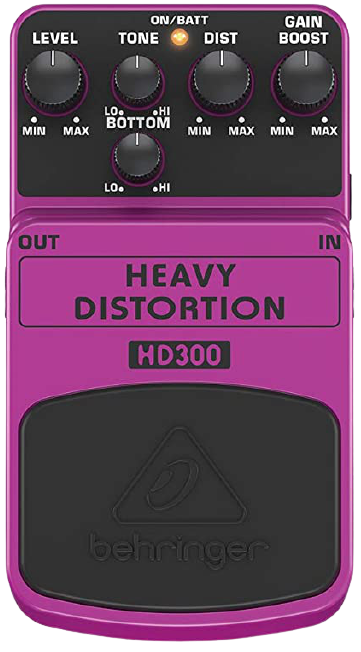 ON/BATT
LEVEL TONE DIST GAIN BOOST
LO HI
MIN MAX BOTTOM MIN MAX MIN MAX
LO HI
OUT IN
HEAVY
DISTORTION
HD300
behringer